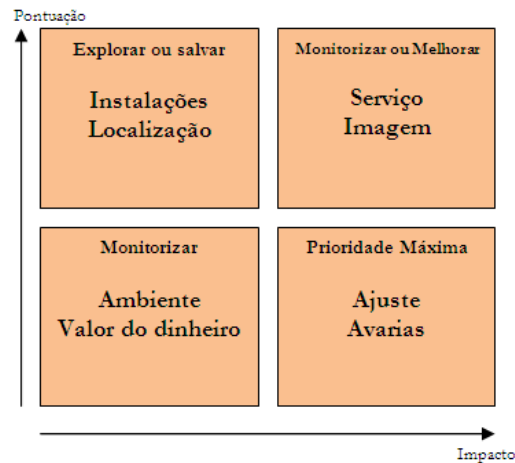 Pontuação
Explorar ou salvar
Instalações
Localização
Monitorizar ou Melhorar
Serviço
Imagem
Monitorizar
Ambiente
Valor do dinheiro
Prioridade Máxima
Ajuste
Avarias
Impacto